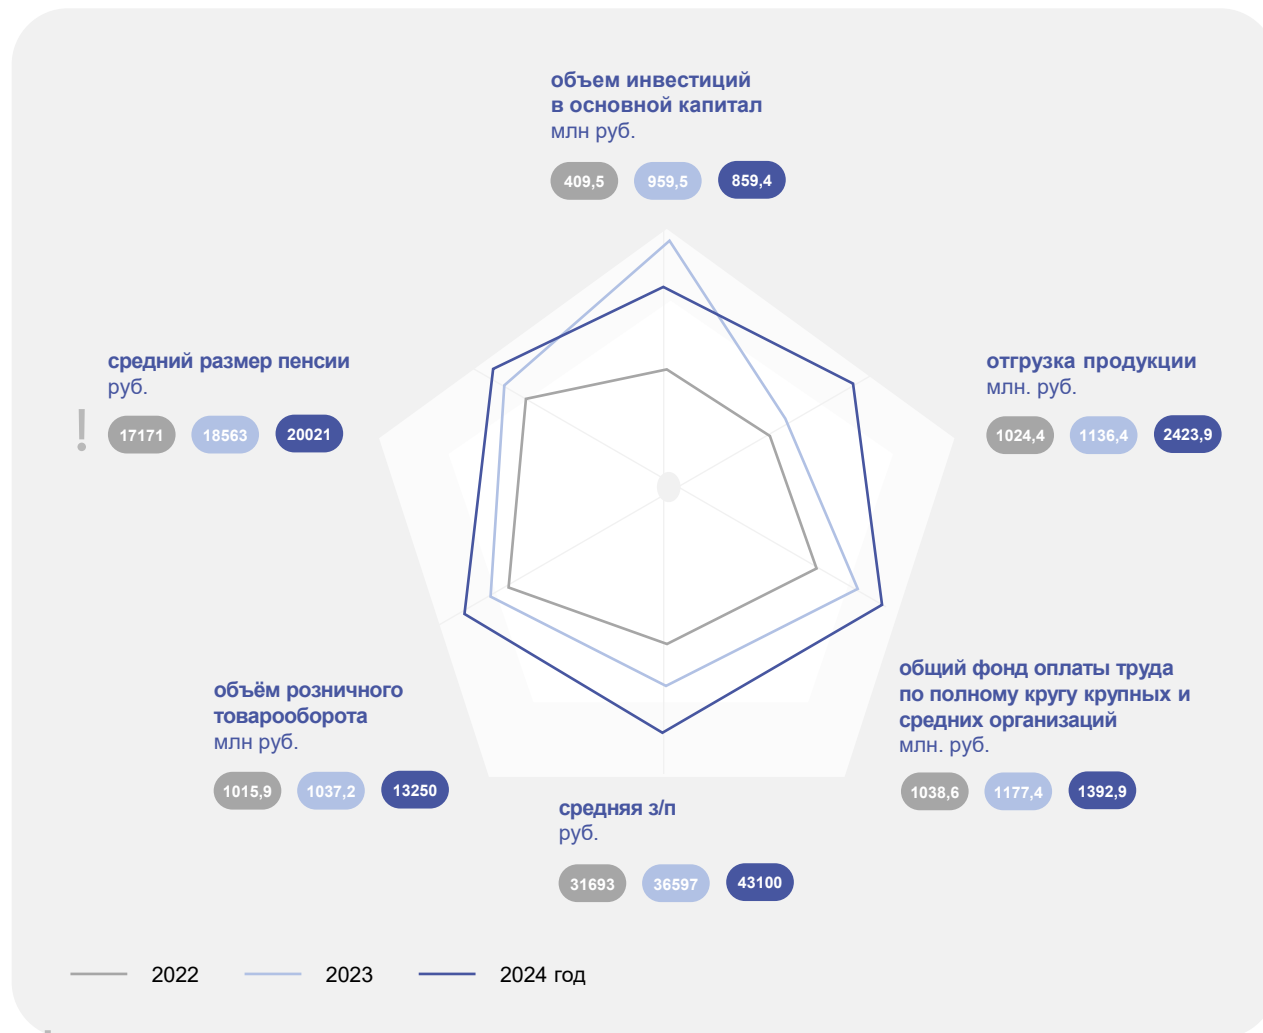 объем инвестиций
в основной капитал
млн руб.
409,5 959,5 859,4
средний размер пенсии
руб.
! 17171 18563 20021
отгрузка продукции
млн. руб.
1024,4 1136,4 2423,9
объём розничного
товарооборота
млн руб.
1015,9 1037,2 13250
общий фонд оплаты труда
по полному кругу крупных и
средних организаций
млн. руб.
1038,6 1177,4 1392,9
средняя з/п
руб.
31693 36597 43100
2022 2023 2024 год